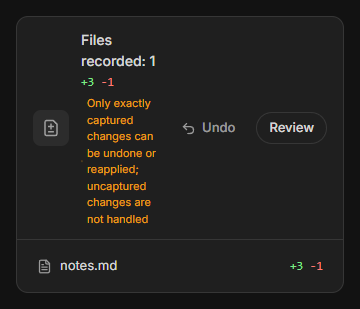 Files
recorded: 1
+3 -1
Only exactly
captured
changes can
be undone or
reapplied;
uncaptured
changes are
not handled
Undo
Review
notes.md
+3 -1